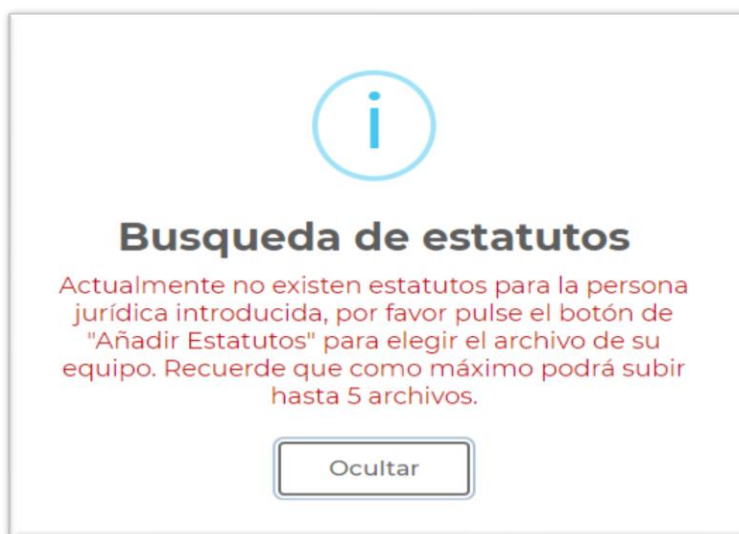 i
Busqueda de estatutos
Actualmente no existen estatutos para la persona
jurídica introducida, por favor pulse el botón de
"Añadir Estatutos" para elegir el archivo de su
equipo. Recuerde que como máximo podrá subir
hasta 5 archivos.
Ocultar